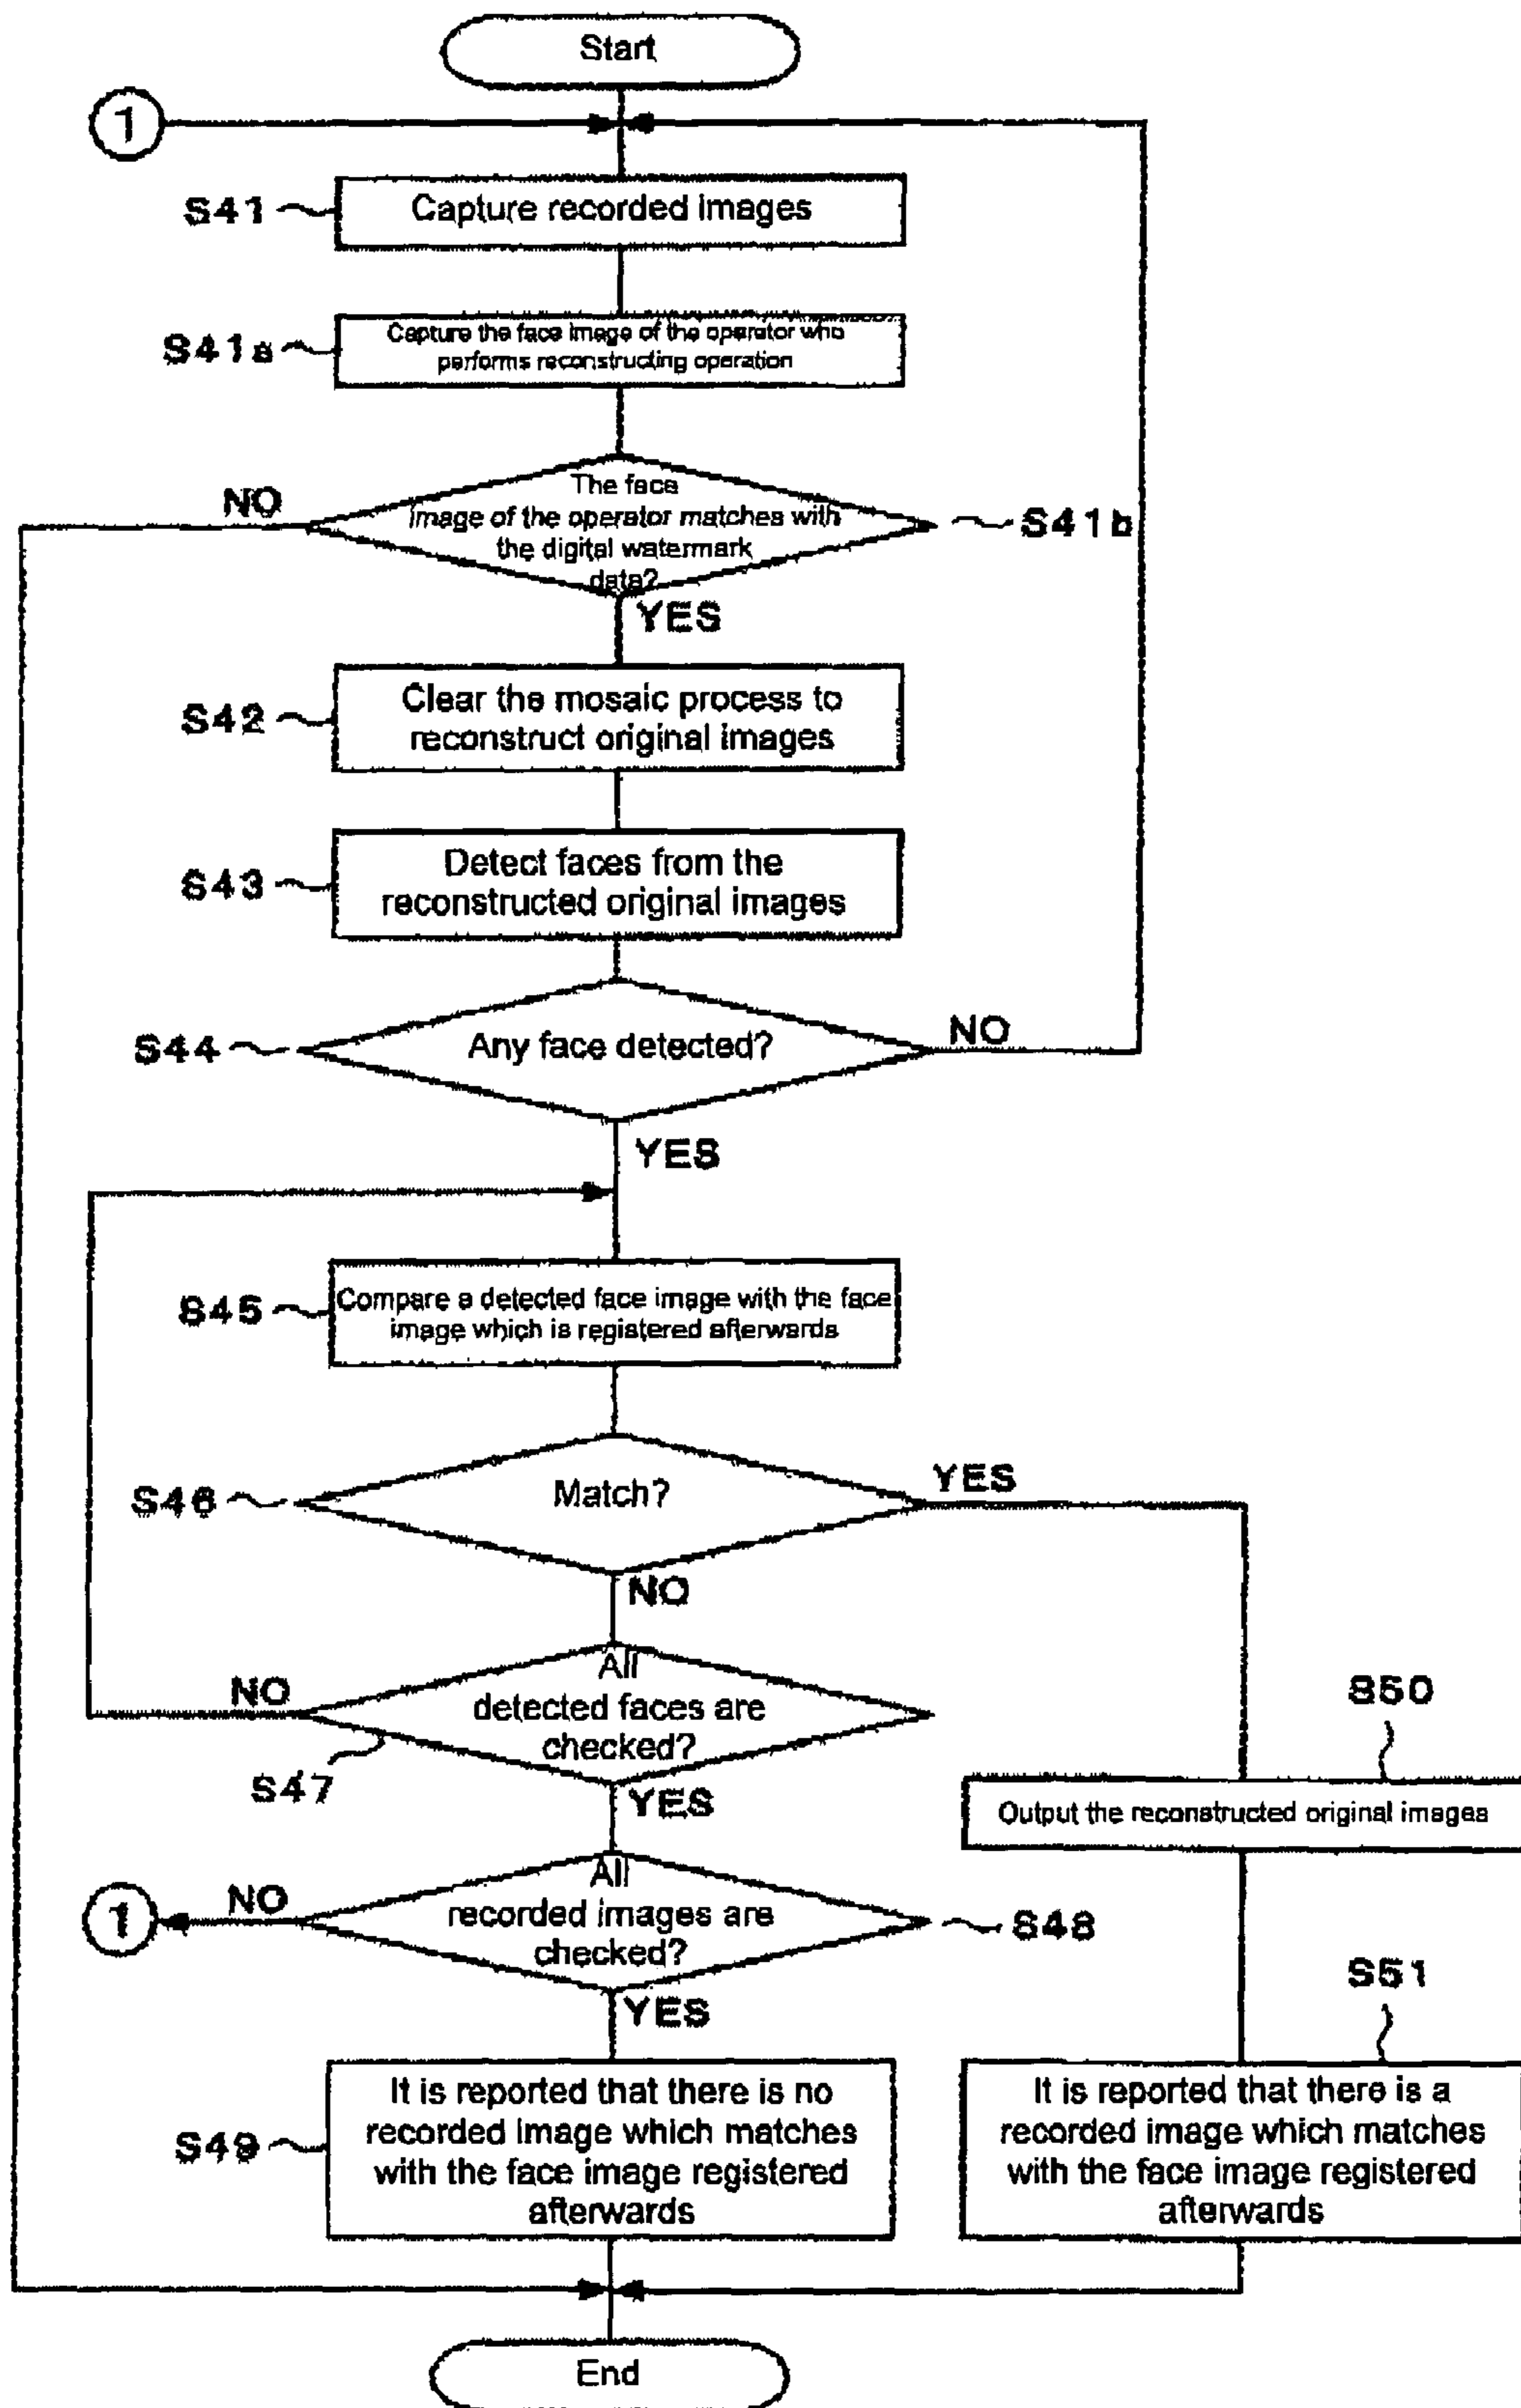 Start
1
S41
Capture recorded images
S41a
Capture the face image of the operator who
performs reconstructing operation
NO
The face
image of the operator matches with
the digital watermark
data?
S41b
YES
S42
Clear the mosaic process to
reconstruct original images
S43
Detect faces from the
reconstructed original images
S44
Any face detected?
NO
YES
S45
Compare a detected face image with the face
image which is registered afterwards
S46
Match?
YES
NO
NO
All
detected faces are
checked?
S47
YES
S50
Output the reconstructed original images
1
NO
All
recorded images are
checked?
S48
YES
S51
S49
It is reported that there is no
recorded image which matches
with the face image registered
afterwards
It is reported that there is a
recorded image which matches
with the face image registered
afterwards
End